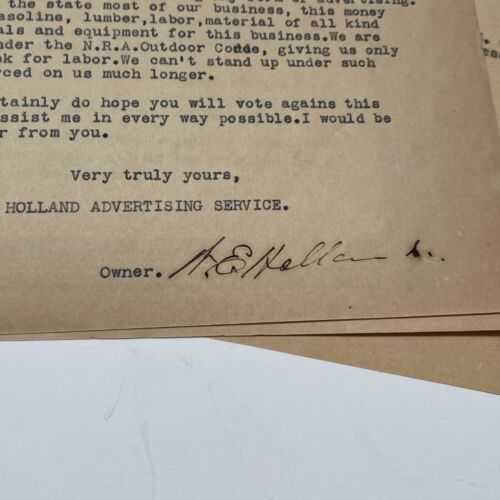 the state most of our business, this money
asoline, lumber,labor,material of all kind
als and equipment for this business.We are
nder the N.R.A.Outdoor Code, giving us only
ek for labor.We can't stand up under such
rced on us much longer.
tainly do hope you will vote agains this
ssist me in every way possible.I would be
r from you.
Very truly yours,
HOLLAND ADVERTISING SERVICE.
Owner. H.E. Holland